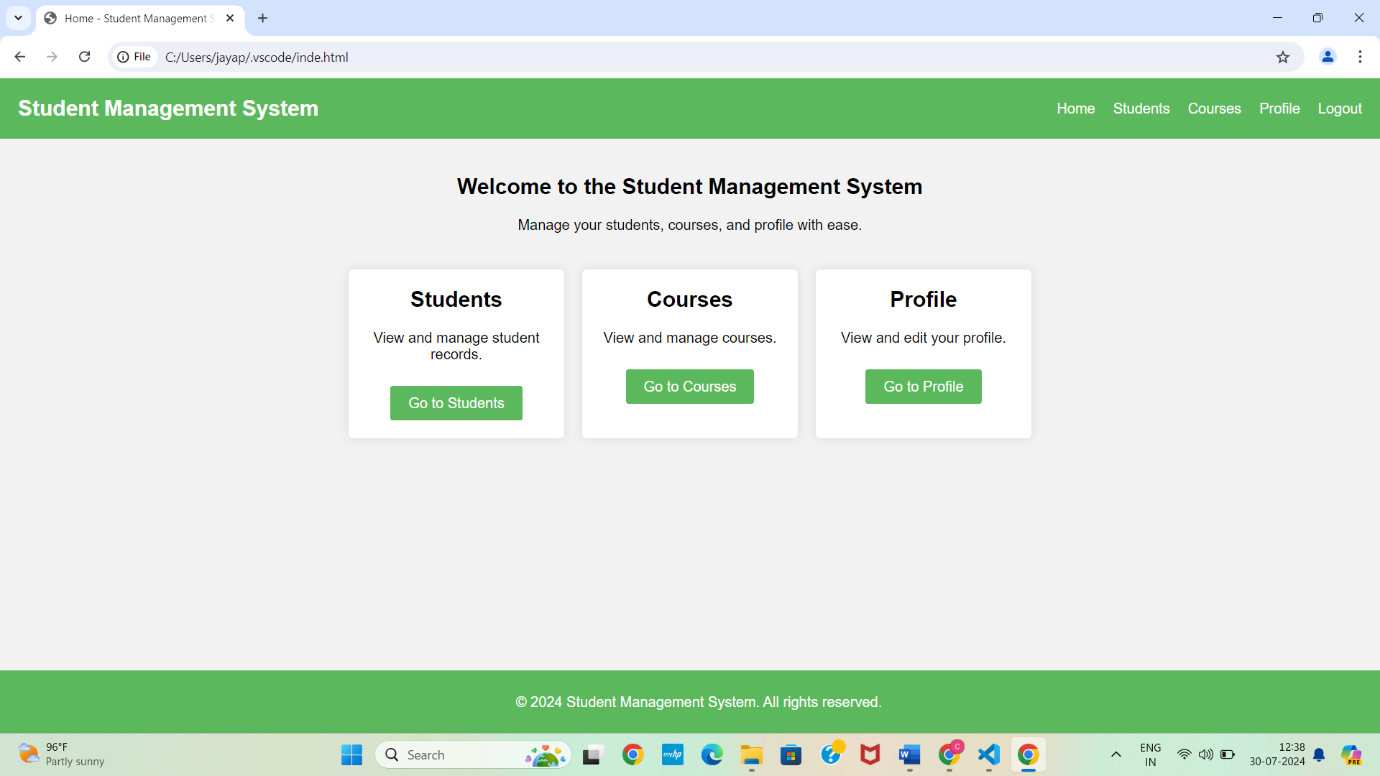 Home - Student Management S
File
C:/Users/jayap/.vscode/inde.html
Student Management System
Home Students Courses Profile Logout
Welcome to the Student Management System
Manage your students, courses, and profile with ease.
Students
View and manage student
records.
Go to Students
Courses
View and manage courses.
Go to Courses
Profile
View and edit your profile.
Go to Profile
© 2024 Student Management System. All rights reserved.
96°F
Partly sunny
Search
myhp
W
C
ENG
IN
12:38
30-07-2024
PRE